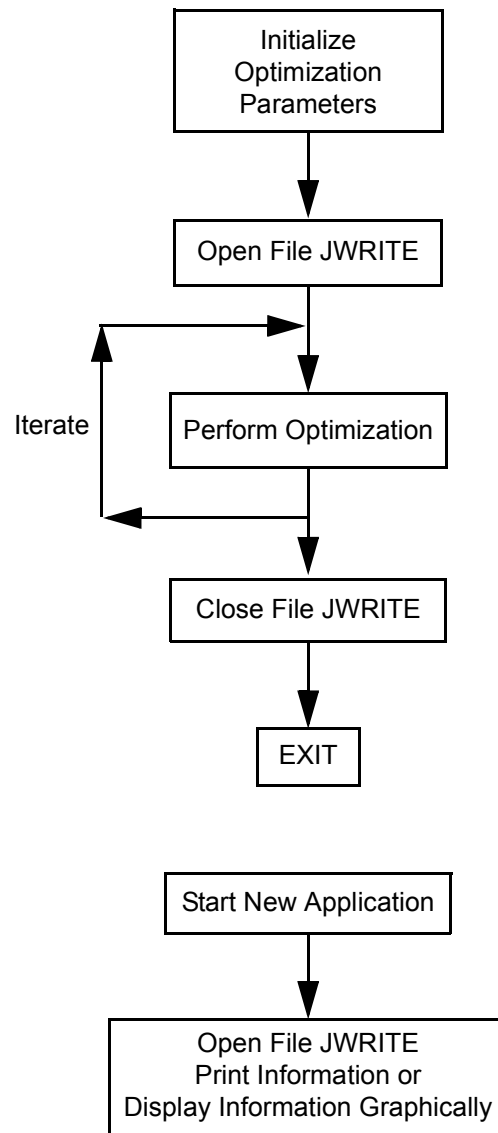 Initialize
Optimization
Parameters
Open File JWRITE
Iterate
Perform Optimization
Close File JWRITE
EXIT
Start New Application
Open File JWRITE
Print Information or
Display Information Graphically